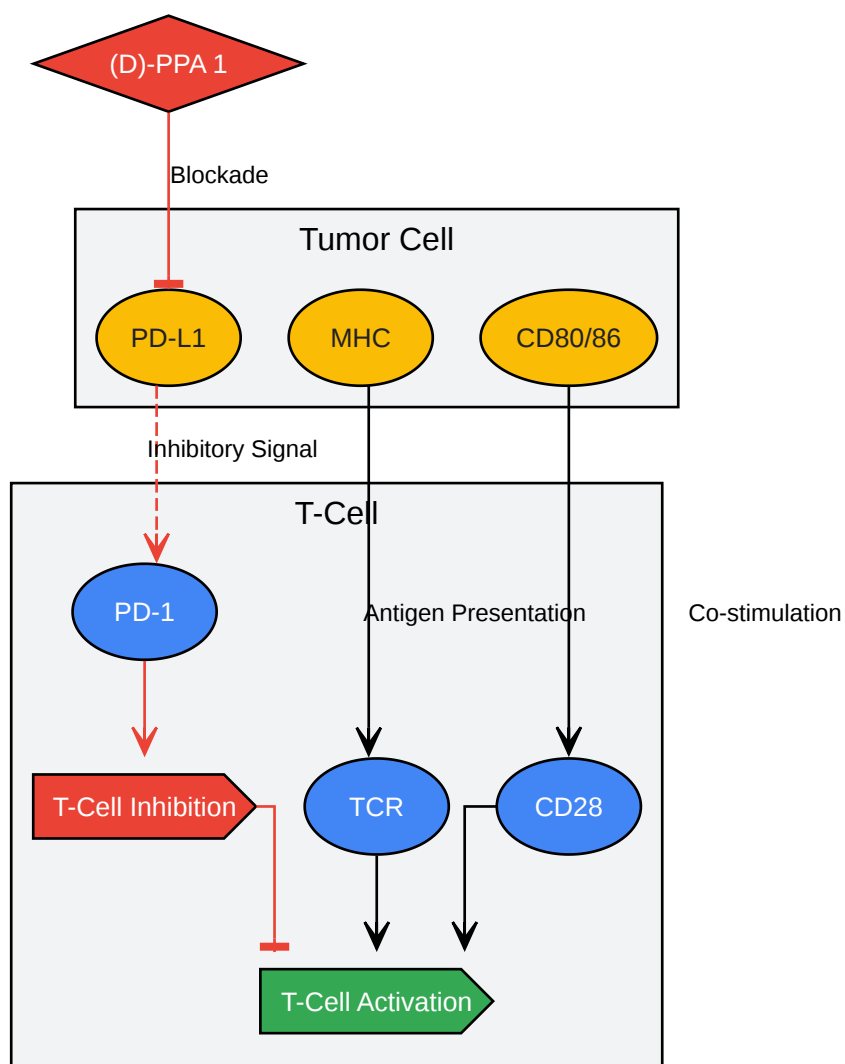 (D)-PPA 1
Blockade
Tumor Cell
PD-L1
MHC
CD80/86
Inhibitory Signal
T-Cell
PD-1
Antigen Presentation
Co-stimulation
T-Cell Inhibition
TCR
CD28
T-Cell Activation